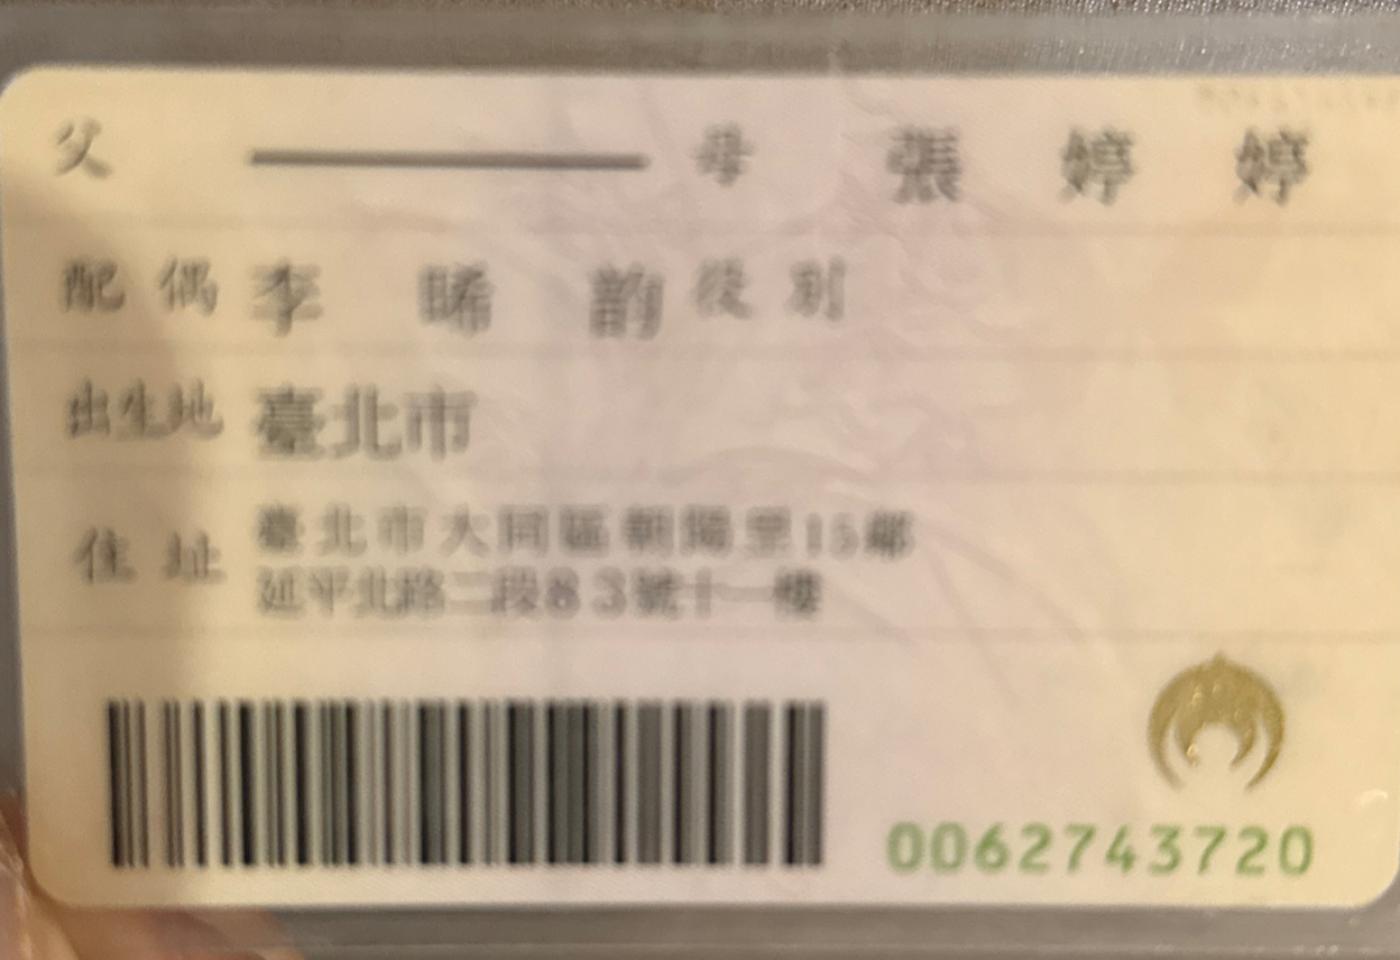 父 母 張婷婷
配偶 李晞韵 役別
出生地 臺北市
住址 臺北市大同區朝陽里15鄰
延平北路二段83號十一樓
0062743720